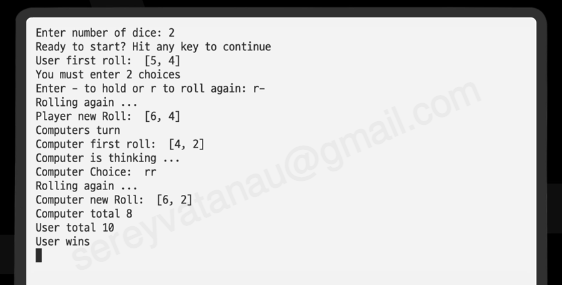 Enter number of dice: 2
Ready to start? Hit any key to continue
User first roll:  [5, 4]
You must enter 2 choices
Enter - to hold or r to roll again: r-
Rolling again ...
Player new Roll:  [6, 4]
Computers turn
Computer first roll:  [4, 2]
Computer is thinking ...
Computer Choice:  rr
Rolling again ...
Computer new Roll:  [6, 2]
Computer total 8
User total 10
User wins
sereyvatanau@gmail.com